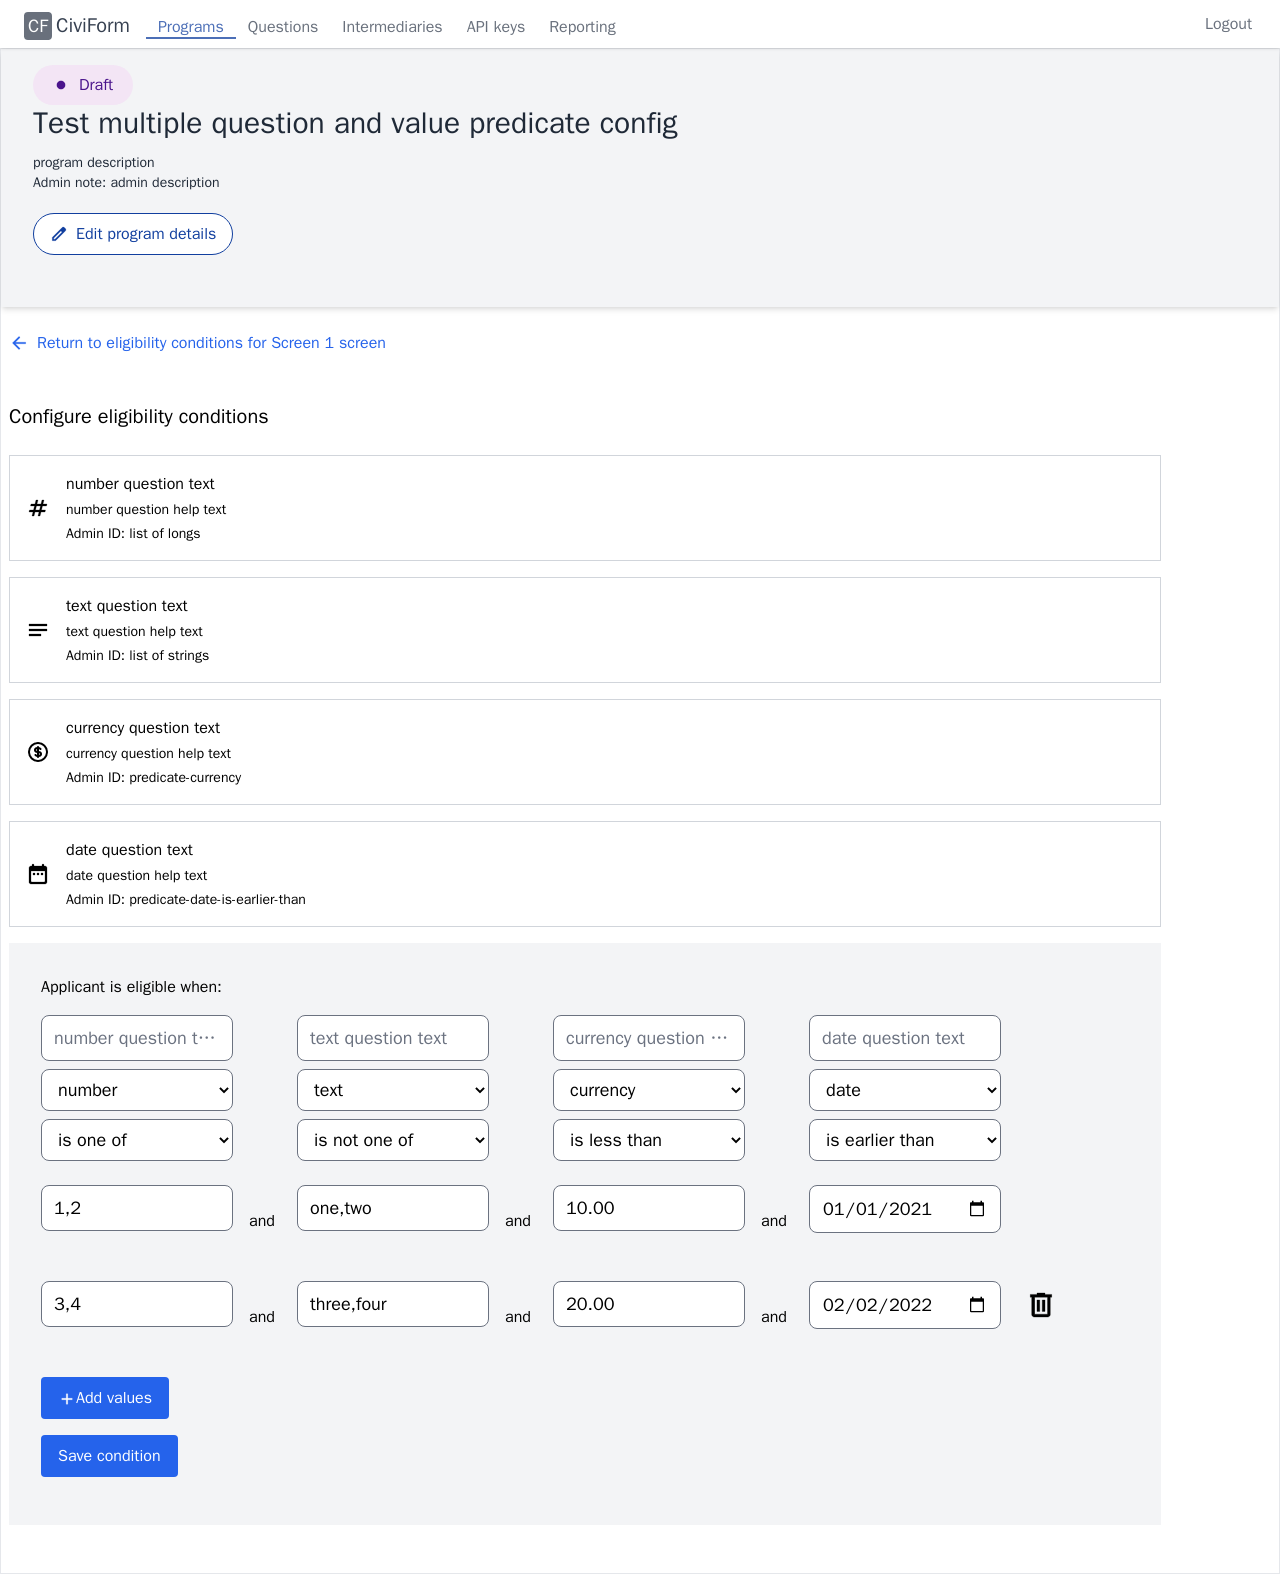 CF CiviForm Programs Questions Intermediaries API keys Reporting Logout
Draft
Test multiple question and value predicate config
program description
Admin note: admin description
Edit program details
Return to eligibility conditions for Screen 1 screen
Configure eligibility conditions
number question text
number question help text
Admin ID: list of longs
text question text
text question help text
Admin ID: list of strings
currency question text
currency question help text
Admin ID: predicate-currency
date question text
date question help text
Admin ID: predicate-date-is-earlier-than
Applicant is eligible when:
number question t… text question text currency question … date question text
number text currency date
is one of is not one of is less than is earlier than
1,2 and one,two and 10.00 and 01/01/2021
3,4 and three,four and 20.00 and 02/02/2022
+Add values
Save condition